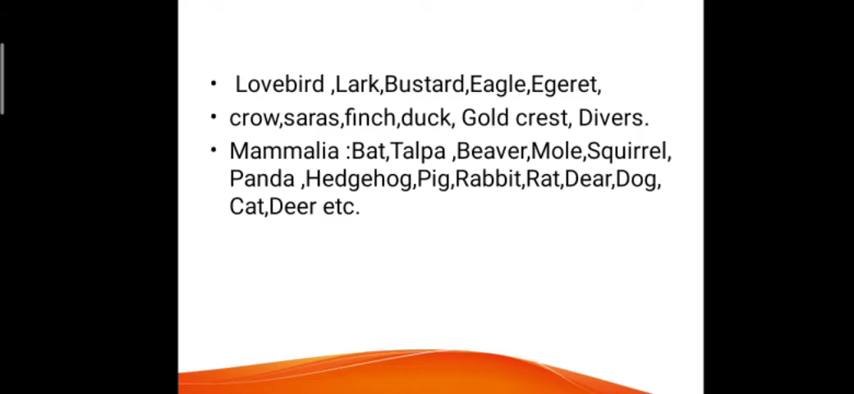 • Lovebird ,Lark,Bustard,Eagle,Egeret,
• crow,saras,finch,duck, Gold crest, Divers.
• Mammalia :Bat,Talpa ,Beaver,Mole,Squirrel,
Panda ,Hedgehog,Pig,Rabbit,Rat,Dear,Dog,
Cat,Deer etc.